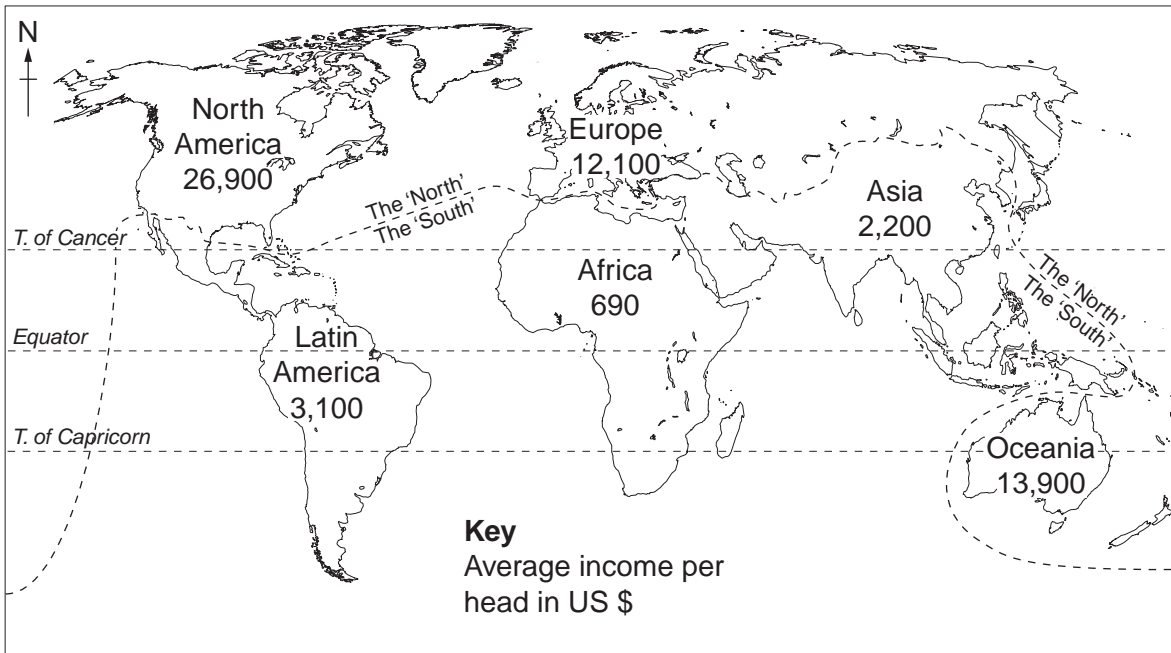 N
North
America
26,900
Europe
12,100
Asia
2,200
The 'North'
The 'South'
T. of Cancer
Africa
690
The 'North'
The 'South'
Equator
Latin
America
3,100
T. of Capricorn
Oceania
13,900
Key
Average income per
head in US $